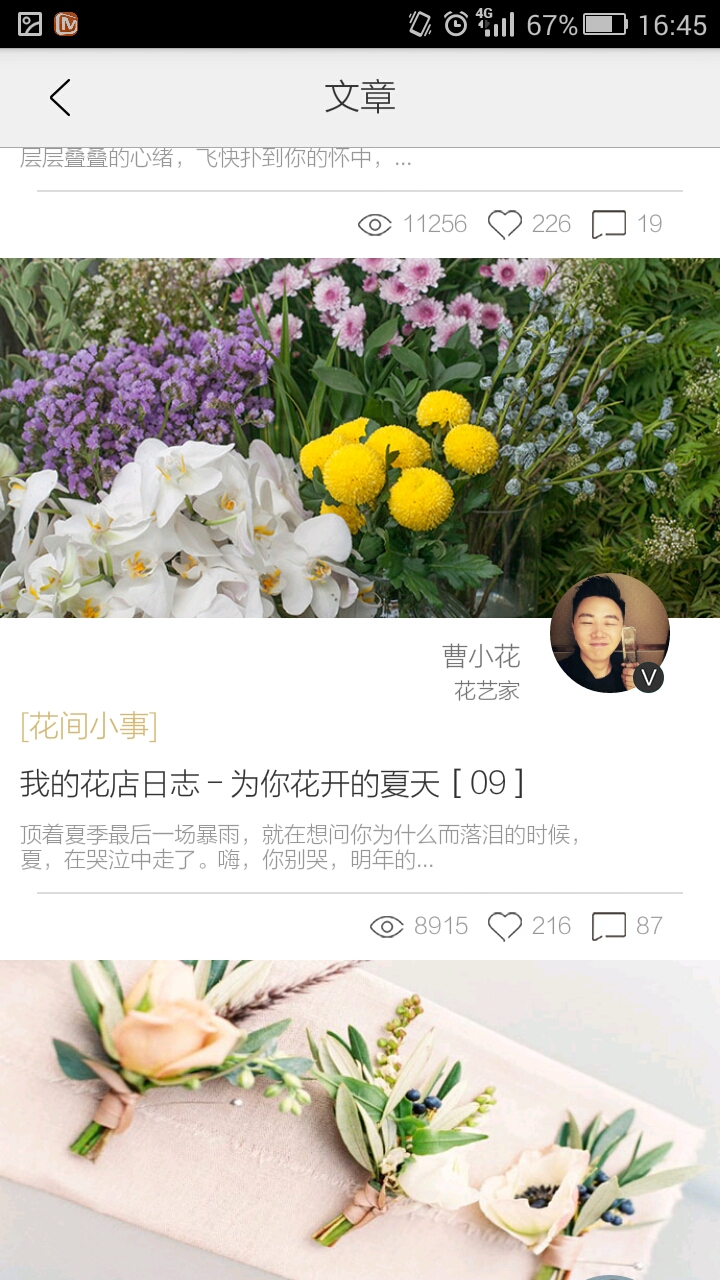 4G
67%
16:45
文章
层层叠叠的心绪，飞快扑到你的怀中，...
11256
226
19
曹小花
V
花艺家
[花间小事]
我的花店日志－为你花开的夏天 [ 09 ]
顶着夏季最后一场暴雨，就在想问你为什么而落泪的时候，
夏，在哭泣中走了。嗨，你别哭，明年的...
8915
216
87